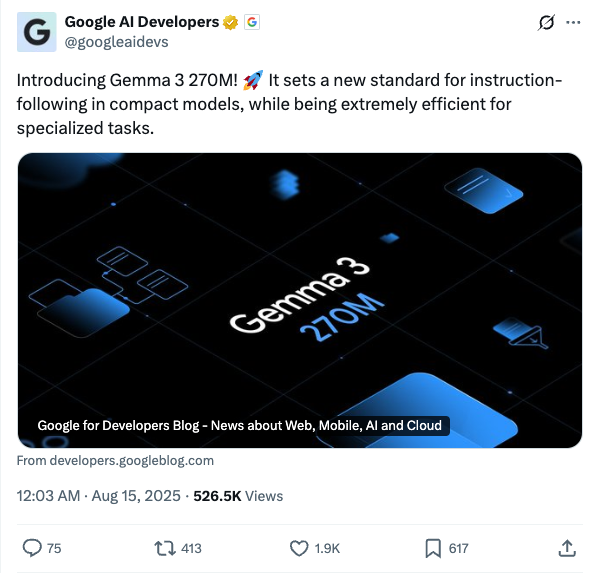 Google AI Developers
@googleaidevs
Introducing Gemma 3 270M! 🚀 It sets a new standard for instruction-
following in compact models, while being extremely efficient for
specialized tasks.
Gemma 3
270M
Google for Developers Blog - News about Web, Mobile, AI and Cloud
From developers.googleblog.com
12:03 AM · Aug 15, 2025 · 526.5K Views
75 413 1.9K 617